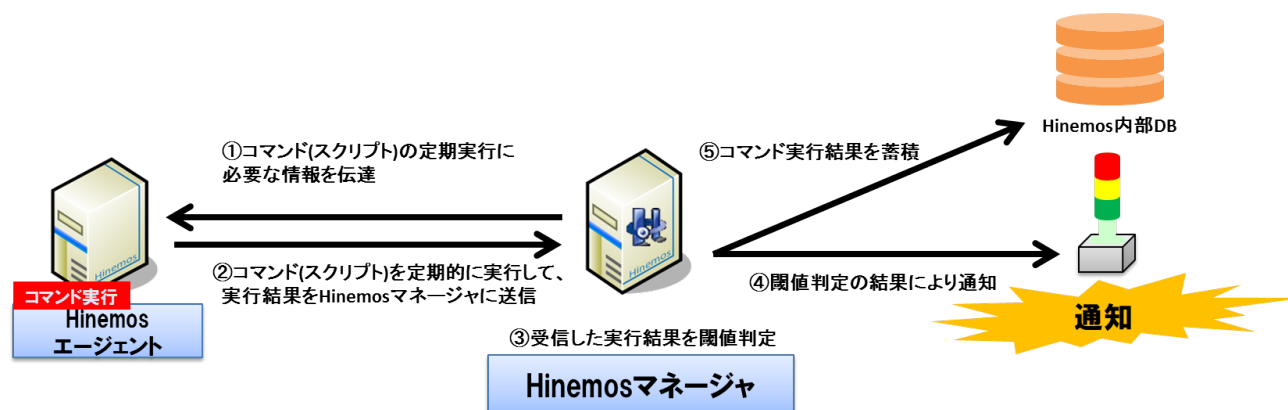 Hinemos内部DB
①コマンド(スクリプト)の定期実行に
必要な情報を伝達
⑤コマンド実行結果を蓄積
Hinemos
②コマンド(スクリプト)を定期的に実行して、
実行結果をHinemosマネージャに送信
④閾値判定の結果により通知
コマンド実行
Hinemos
エージェント
通知
③受信した実行結果を閾値判定
Hinemosマネージャ